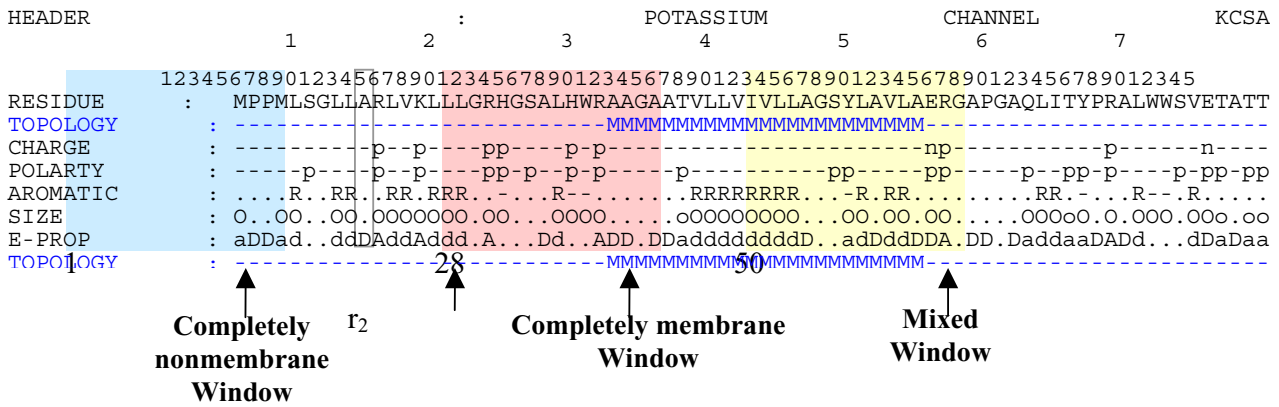 HEADER : POTASSIUM CHANNEL KCSA
1 2 3 4 5 6 7
123456789012345678901234567890123456789012345678901234567890123456789012345
RESIDUE : MPPMLSGLLARLVKLLLGRHGSALHWRAAGAATVLLVIVLLAGSYLAVLAERGAPGAQLITYPRALWWSVETATT
TOPOLOGY : ---------------------------MMMMMMMMMMMMMMMMMMMMMMM-------------------------
CHARGE : ----------p--p----pp----p-p-----------------------np-----------p------n----
POLARTY : -----p----p--p----pp-p--p-p-----p----------pp-----pp-----p--pp-p----p-pp-pp
AROMATIC : ....R..RR..RR.RRR..-...R--.......RRRRRRRR...-R.RR.........RR.-...R--.R.....
SIZE : O..OO..OO.OOOOOOO.OO...OOOO.....oOOOOOOOO...OO.OO.OO.....OOOoO.O.OOO.OOo.oo
E-PROP : aDDad..ddDAddAddd.A...Dd..ADD.DDaddddddddD..adDddDDA.DD.DaddaaDADd...dDaDaa
TOPOLOGY : ---------------------------MMMMMMMMMMMMMMMMMMMMMMM-------------------------
1 28 50
r2
Completely
nonmembrane
Window
Completely membrane
Window
Mixed
Window